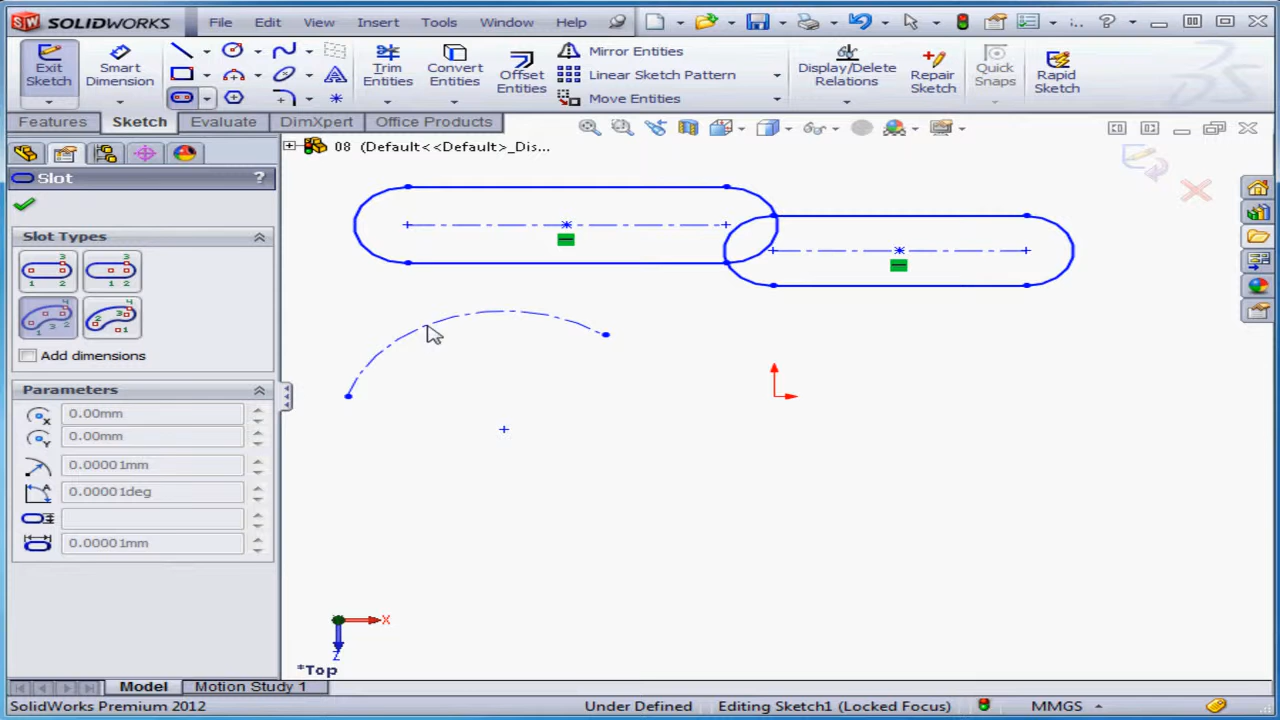 SOLIDWORKS File Edit View Insert Tools Window Help
Exit Sketch
Smart Dimension
Trim Entities
Convert Entities
Offset Entities
Mirror Entities
Linear Sketch Pattern
Move Entities
Display/Delete Relations
Repair Sketch
Quick Snaps
Rapid Sketch
Features Sketch Evaluate DimXpert Office Products
08 (Default<<Default>_Dis...
Slot ?
Slot Types
Add dimensions
Parameters
0.00mm
0.00mm
0.00001mm
0.00001deg
0.00001mm
X
Z
*Top
Model Motion Study 1
SolidWorks Premium 2012 Under Defined Editing Sketch1 (Locked Focus) MMGS